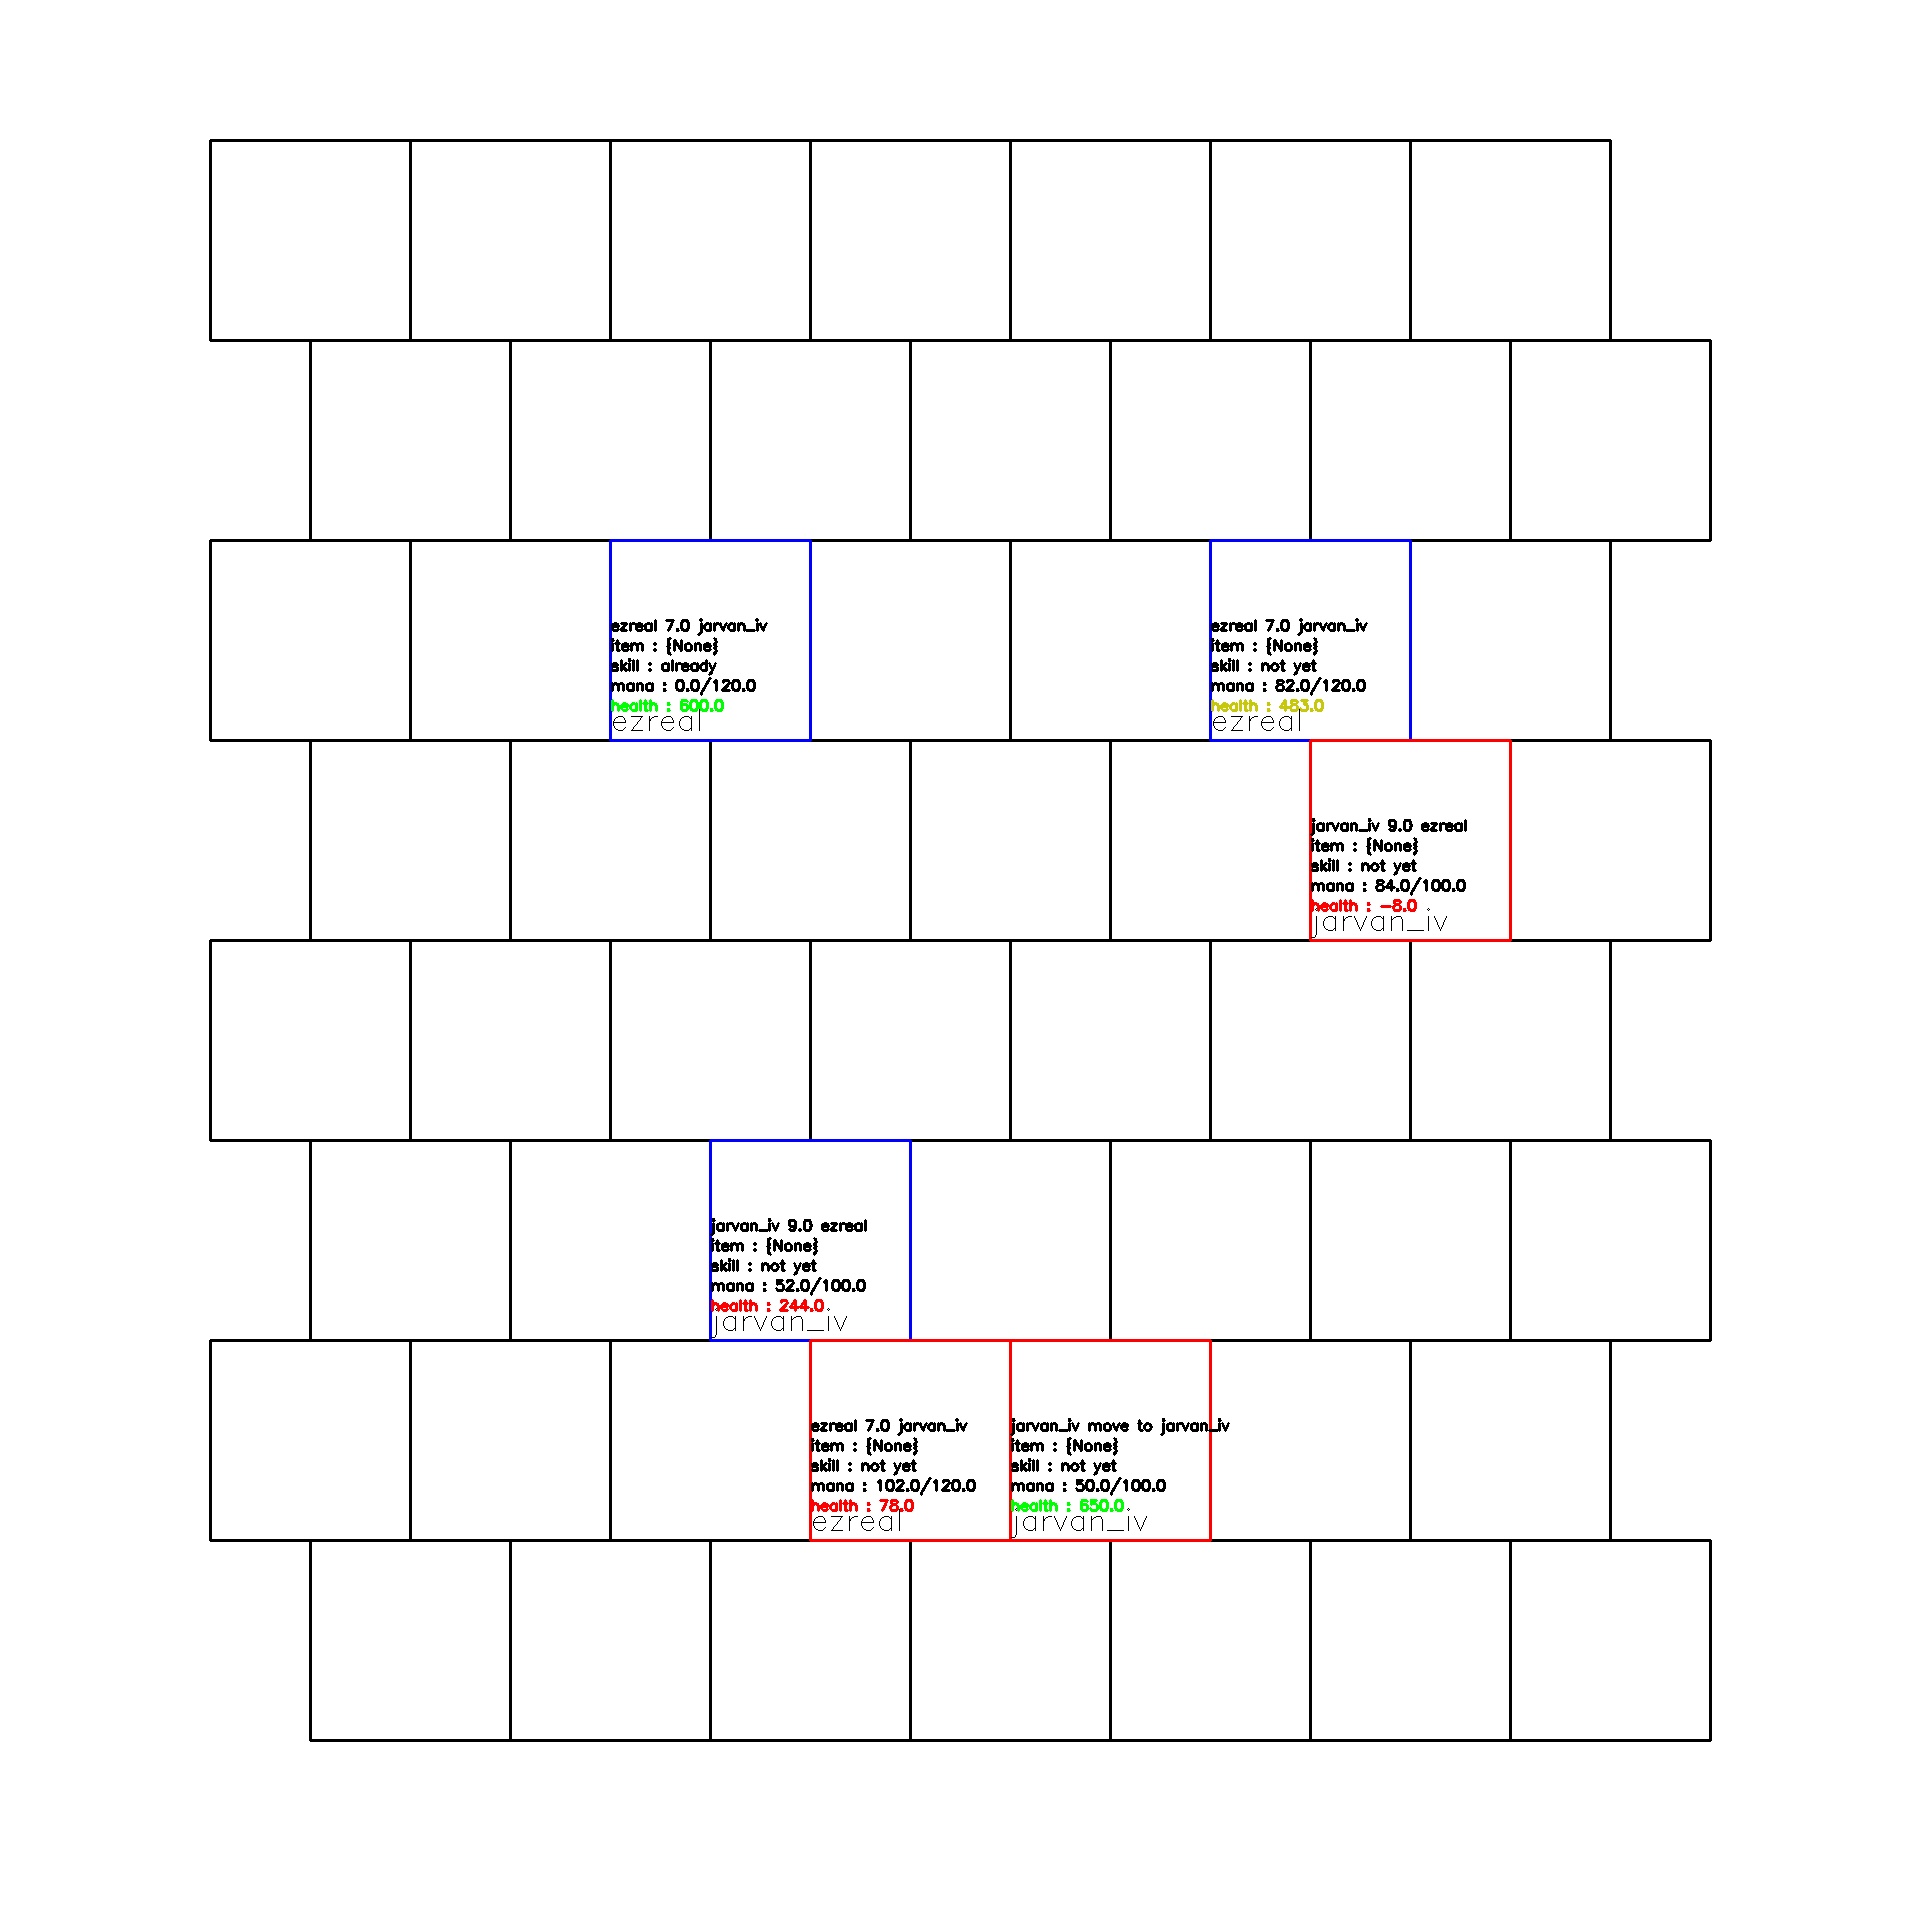 ezreal 7.0 jarvan_iv
item : {None}
skill : already
mana : 0.0/120.0
health : 600.0
ezreal
ezreal 7.0 jarvan_iv
item : {None}
skill : not yet
mana : 82.0/120.0
health : 483.0
ezreal
jarvan_iv 9.0 ezreal
item : {None}
skill : not yet
mana : 84.0/100.0
health : -8.0
jarvan_iv
jarvan_iv 9.0 ezreal
item : {None}
skill : not yet
mana : 52.0/100.0
health : 244.0
jarvan_iv
ezreal 7.0 jarvan_iv
item : {None}
skill : not yet
mana : 102.0/120.0
health : 78.0
ezreal
jarvan_iv move to jarvan_iv
item : {None}
skill : not yet
mana : 50.0/100.0
health : 650.0
jarvan_iv